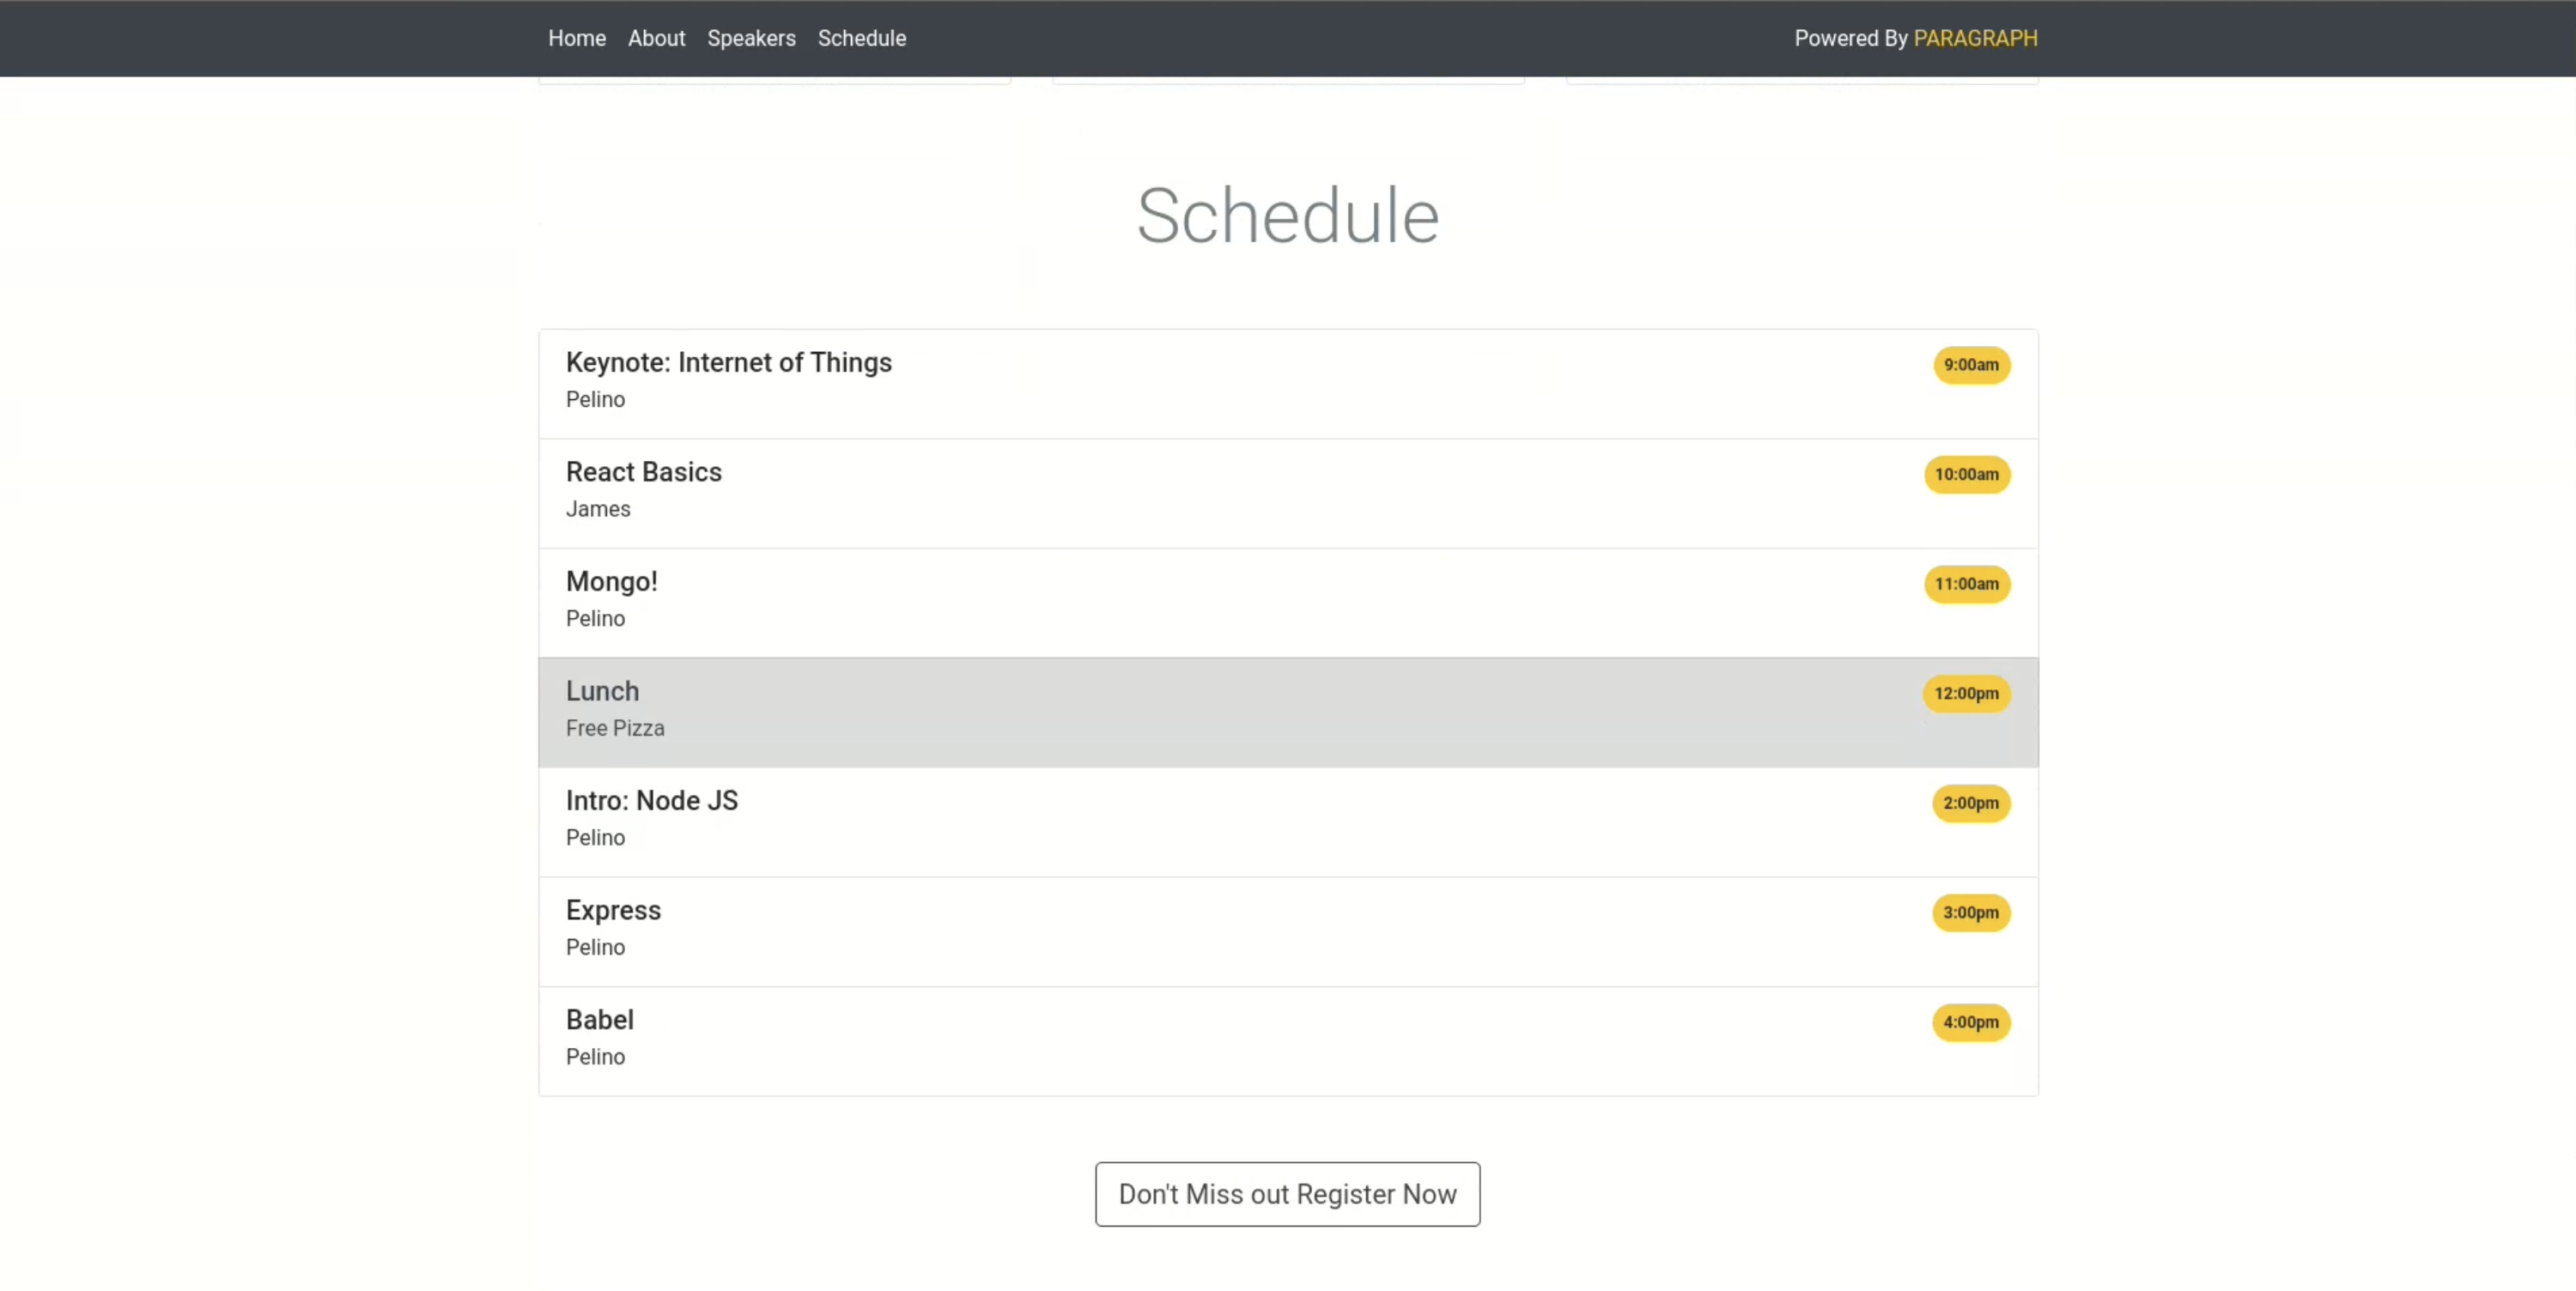 Home About Speakers Schedule Powered By PARAGRAPH
Schedule
Keynote: Internet of Things 9:00am
Pelino
React Basics 10:00am
James
Mongo! 11:00am
Pelino
Lunch 12:00pm
Free Pizza
Intro: Node JS 2:00pm
Pelino
Express 3:00pm
Pelino
Babel 4:00pm
Pelino
Don't Miss out Register Now